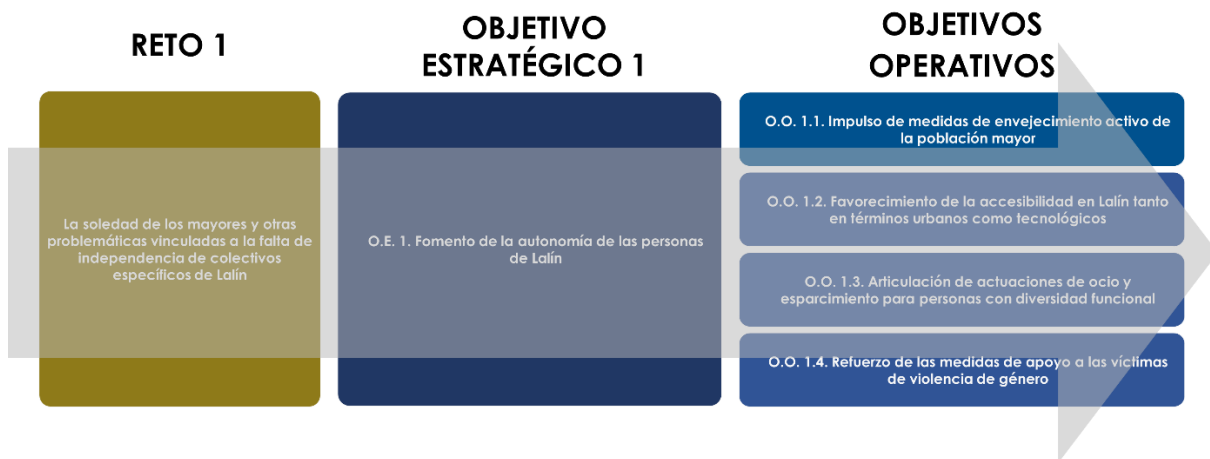 RETO 1
La soledad de los mayores y otras
problemáticas vinculadas a la falta de
independencia de colectivos
específicos de Lalín
OBJETIVO
ESTRATÉGICO 1
O.E. 1. Fomento de la autonomía de las personas
de Lalín
OBJETIVOS
OPERATIVOS
O.O. 1.1. Impulso de medidas de envejecimiento activo de
la población mayor
O.O. 1.2. Favorecimiento de la accesibilidad en Lalín tanto
en términos urbanos como tecnológicos
O.O. 1.3. Articulación de actuaciones de ocio y
esparcimiento para personas con diversidad funcional
O.O. 1.4. Refuerzo de las medidas de apoyo a las víctimas
de violencia de género